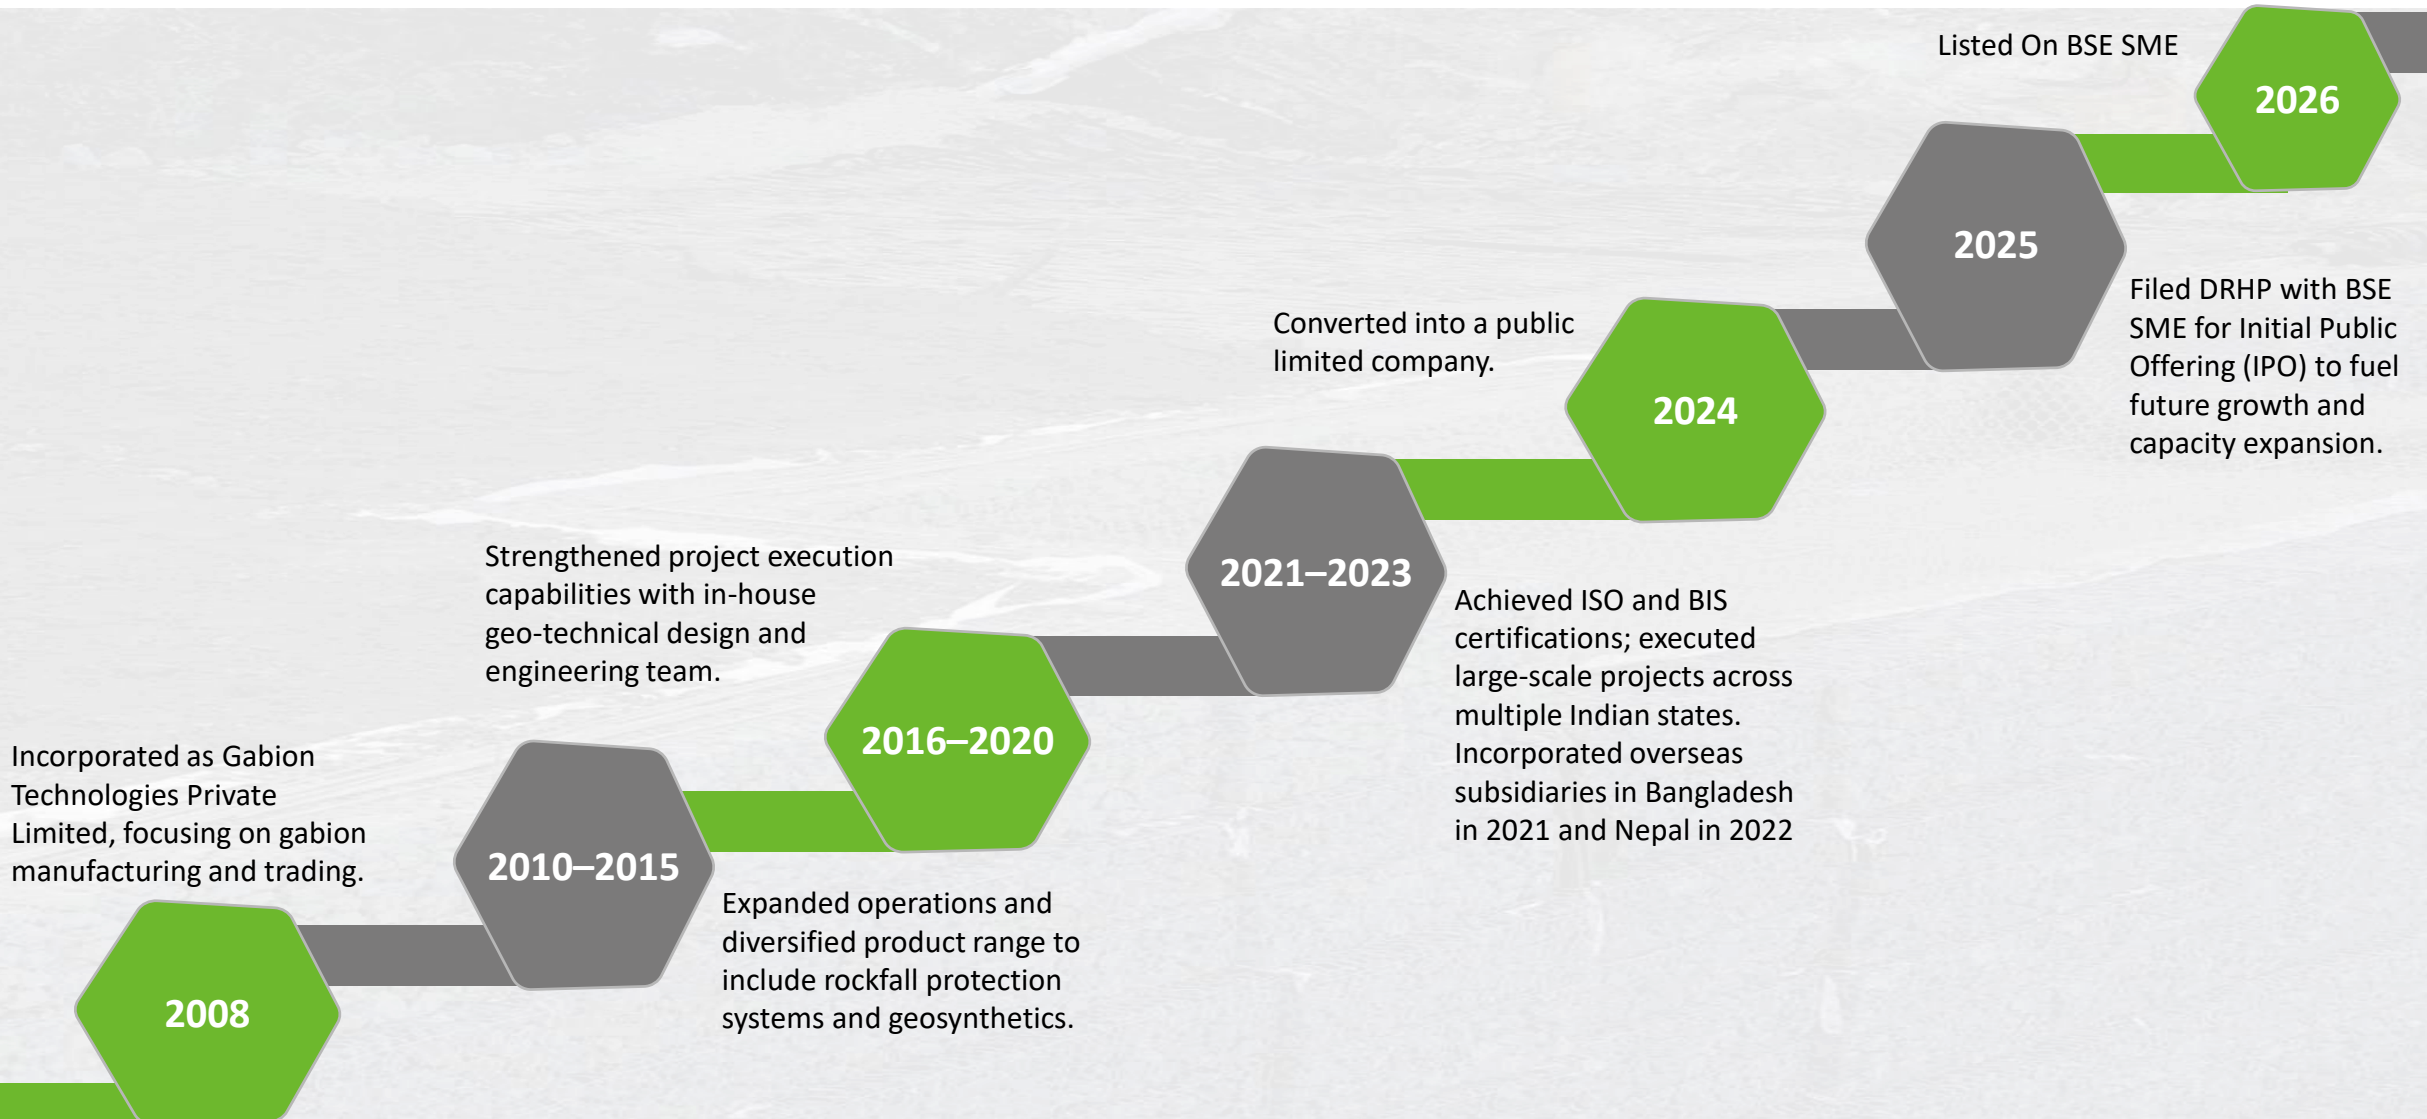 Incorporated as Gabion
Technologies Private
Limited, focusing on gabion
manufacturing and trading.
2008
2010–2015
Expanded operations and
diversified product range to
include rockfall protection
systems and geosynthetics.
Strengthened project execution
capabilities with in-house
geo-technical design and
engineering team.
2016–2020
2021–2023
Achieved ISO and BIS
certifications; executed
large-scale projects across
multiple Indian states.
Incorporated overseas
subsidiaries in Bangladesh
in 2021 and Nepal in 2022
Converted into a public
limited company.
2024
2025
Filed DRHP with BSE
SME for Initial Public
Offering (IPO) to fuel
future growth and
capacity expansion.
Listed On BSE SME
2026